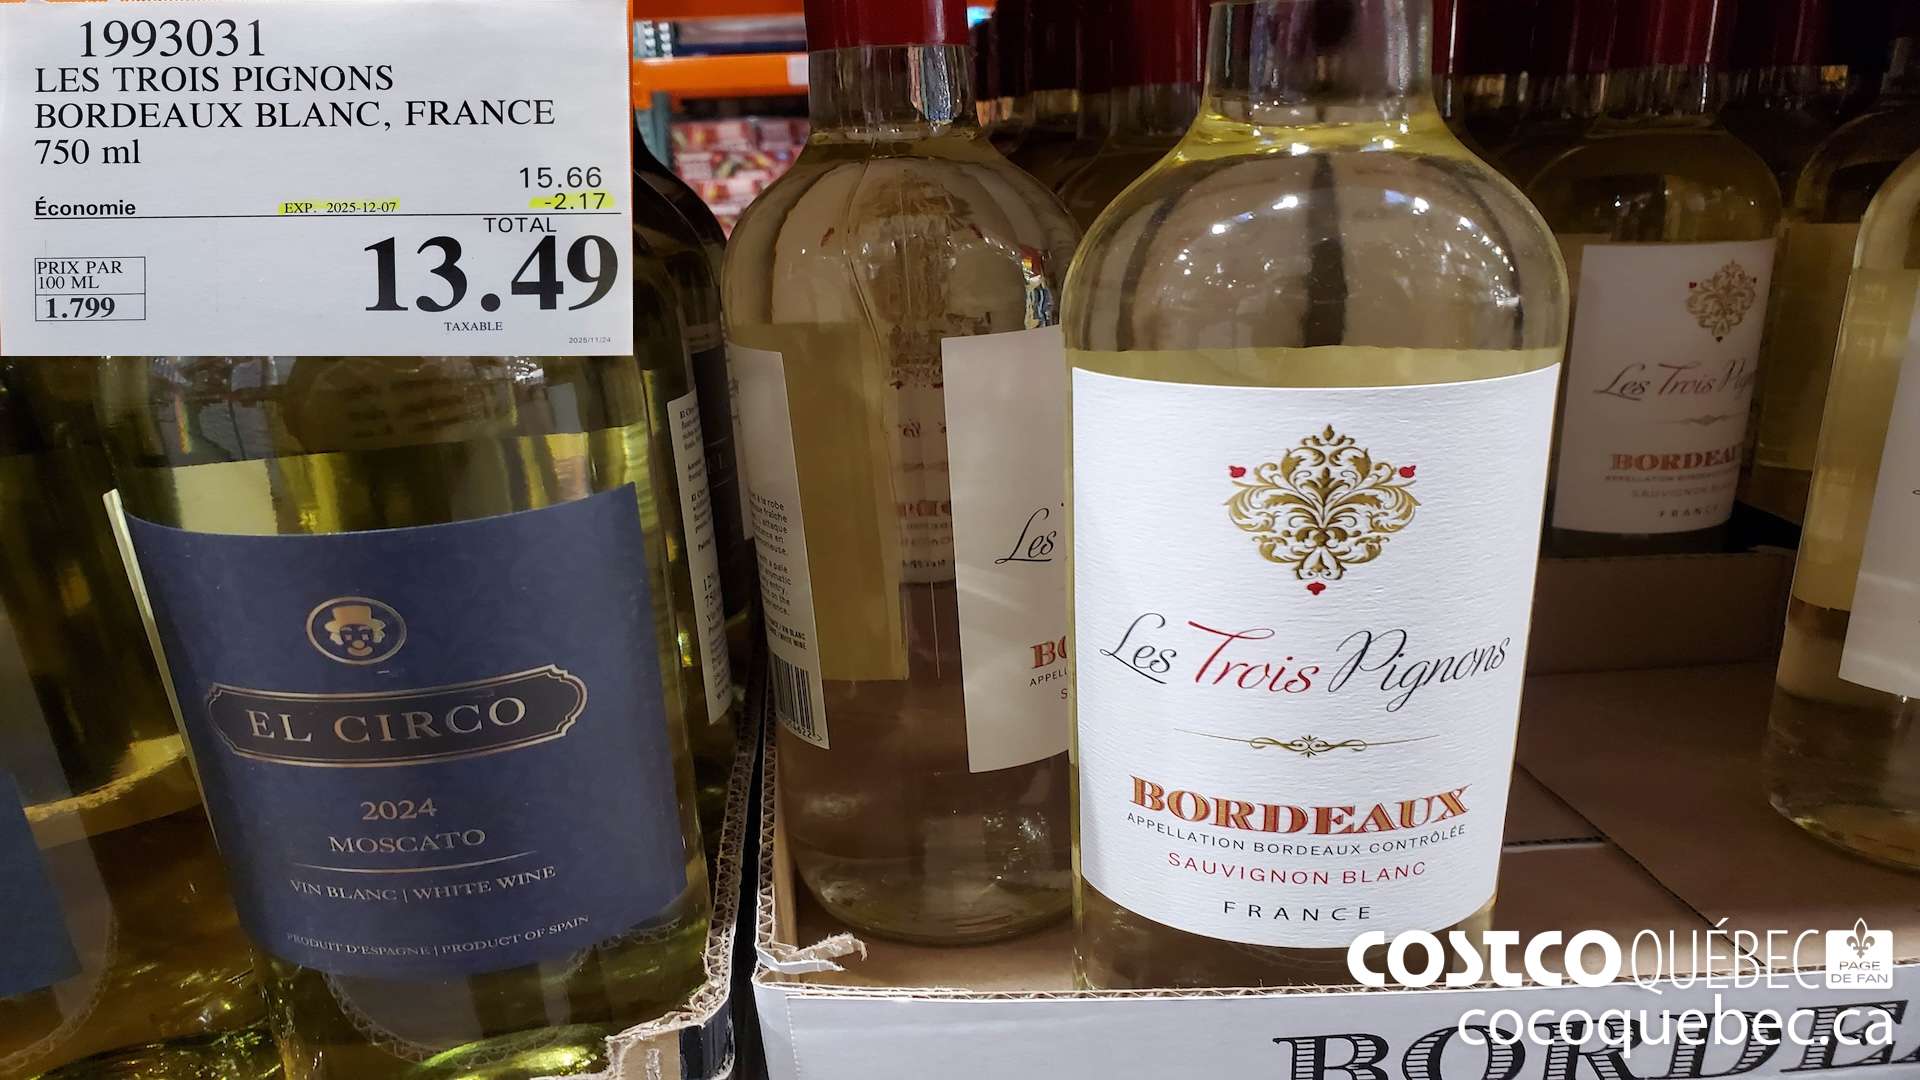 1993031
LES TROIS PIGNONS
BORDEAUX BLANC, FRANCE
750 ml
15.66
Économie EXP. 2025-12-07 -2.17
TOTAL
13.49
PRIX PAR
100 ML
1.799
TAXABLE
2025/11/24
EL CIRCO
2024
MOSCATO
VIN BLANC | WHITE WINE
PRODUIT D'ESPAGNE | PRODUCT OF SPAIN
Les
Les Trois Pignons
BORDEAUX
APPELLATION BORDEAUX CONTRÔLÉE
SAUVIGNON BLANC
FRANCE
Les Trois
BORDEAU
FRANCE
COSTCO QUÉBEC
PAGE
DE FAN
cocoquebec.ca
BORDE